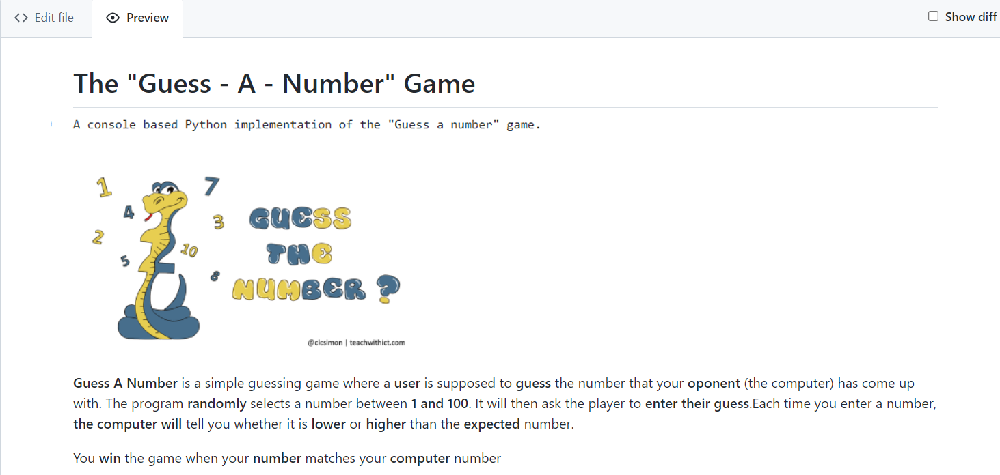 <> Edit file
Preview
Show diff
The "Guess - A - Number" Game
A console based Python implementation of the "Guess a number" game.
1
7
4
3
2
10
5
8
GUESS
THE
NUMBER ?
@clcsimon | teachwithict.com
Guess A Number is a simple guessing game where a user is supposed to guess the number that your oponent (the computer) has come up
with. The program randomly selects a number between 1 and 100. It will then ask the player to enter their guess.Each time you enter a number,
the computer will tell you whether it is lower or higher than the expected number.
You win the game when your number matches your computer number